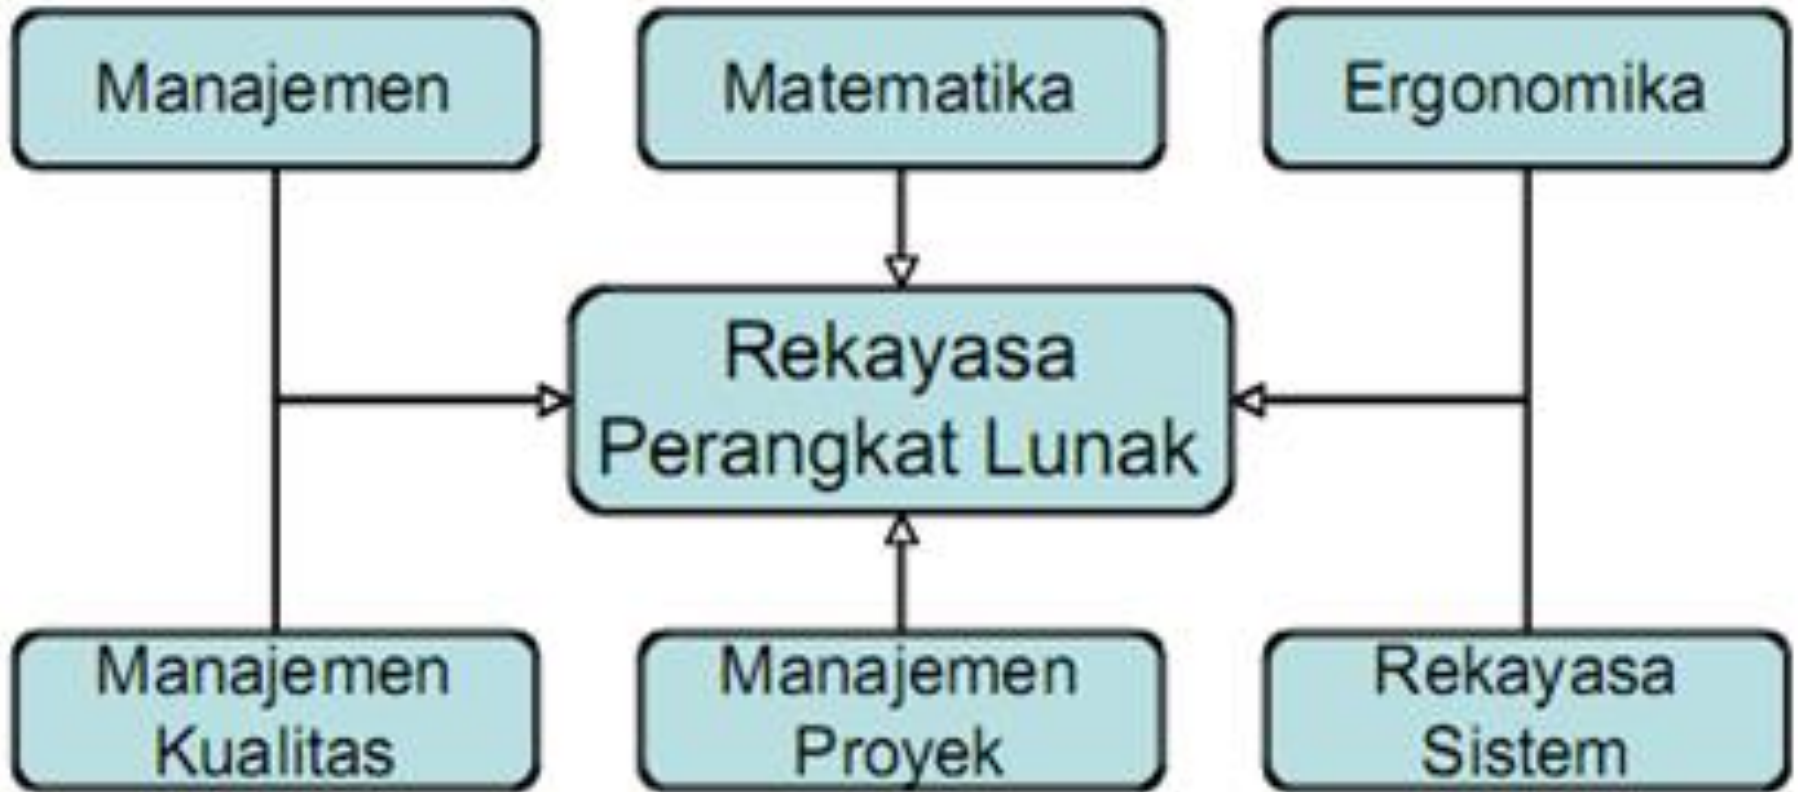 Manajemen
Matematika
Ergonomika
Rekayasa
Perangkat Lunak
Manajemen
Kualitas
Manajemen
Proyek
Rekayasa
Sistem